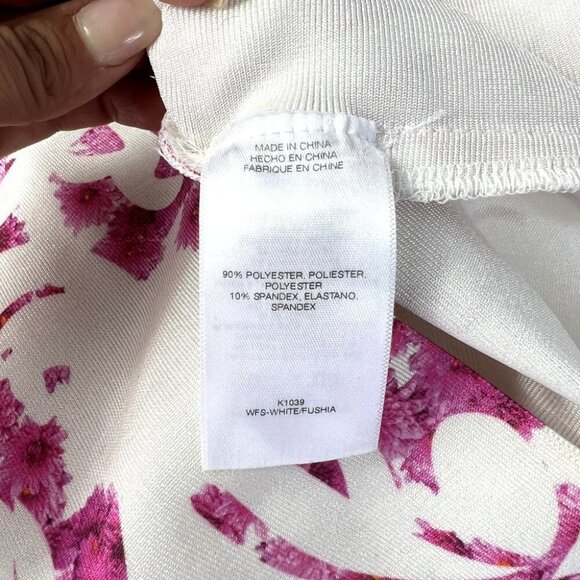 MADE IN CHINA
HECHO EN CHINA
FABRIQUE EN CHINE
90% POLYESTER, POLIESTER,
POLYESTER
10% SPANDEX, ELASTANO,
SPANDEX
K1039
WFS-WHITE/FUSHIA